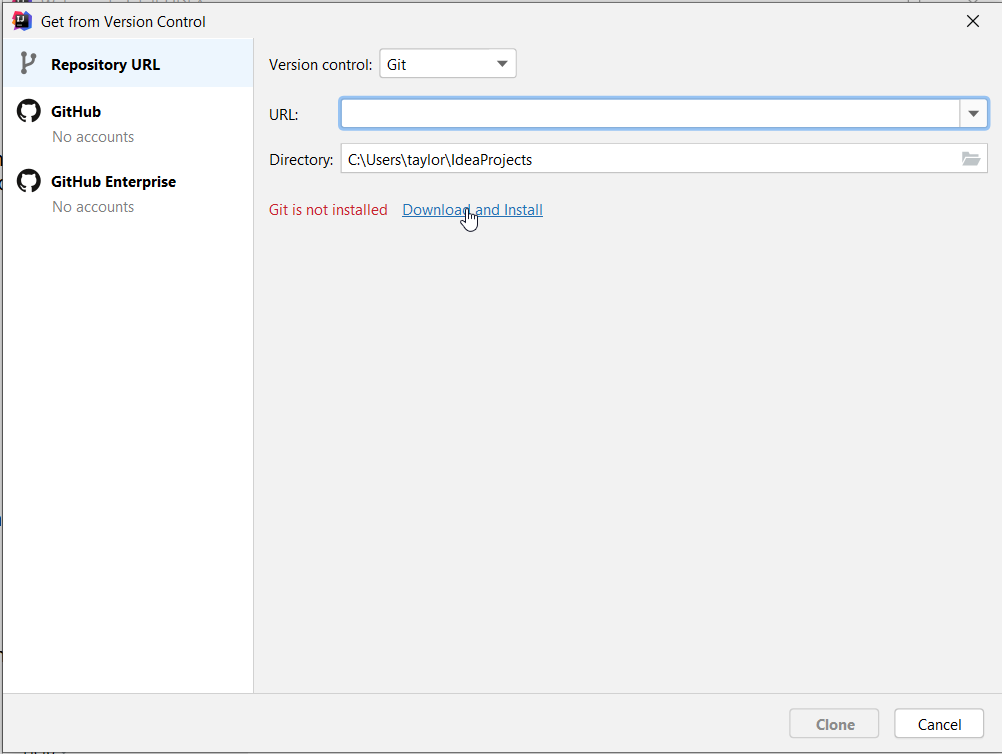 Get from Version Control
Repository URL
GitHub
No accounts
GitHub Enterprise
No accounts
Version control: Git
URL:
Directory: C:\Users\taylor\IdeaProjects
Git is not installed Download and Install
Clone Cancel